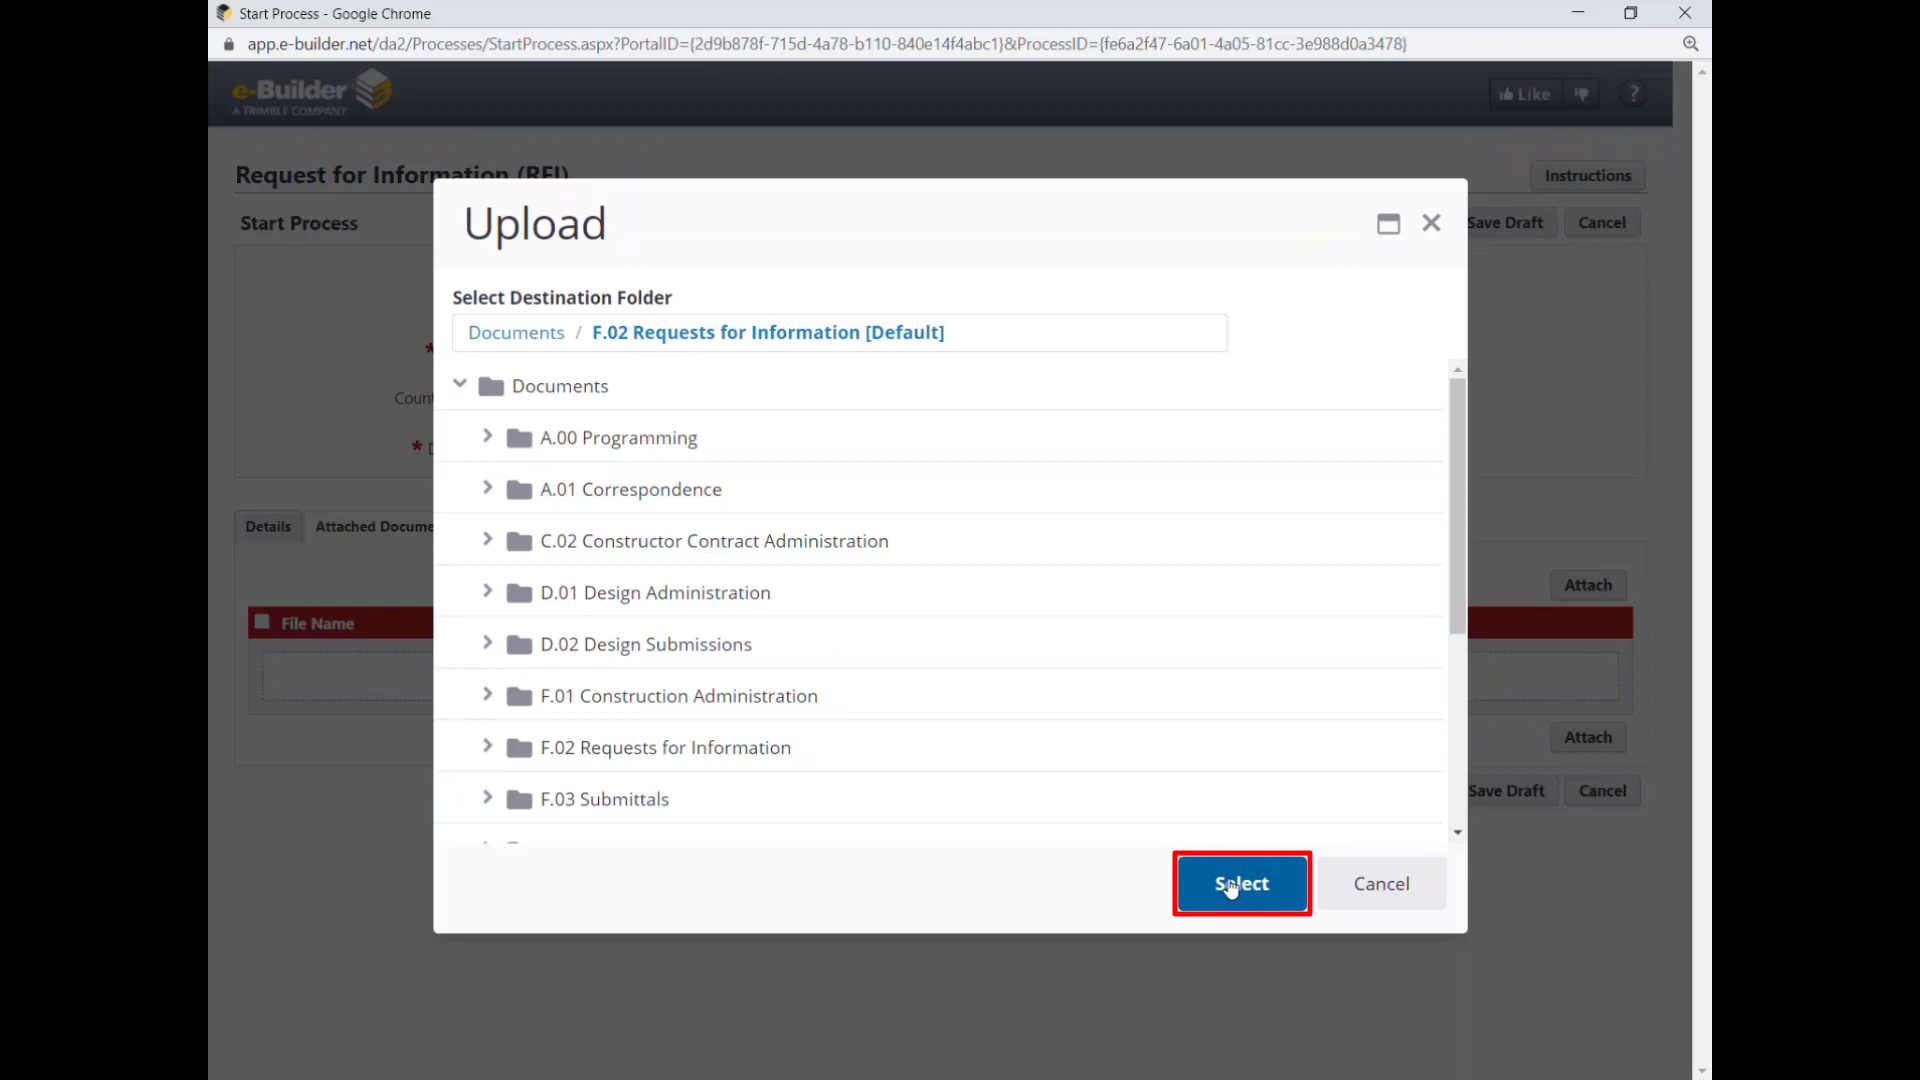 Start Process - Google Chrome
app.e-builder.net/da2/Processes/StartProcess.aspx?PortalID={2d9b878f-715d-4a78-b110-840e14f4abc1}&ProcessID={fe6a2f47-6a01-4a05-81cc-3e988d0a3478}
e-Builder
A TRIMBLE COMPANY
Like
?
Request for Information (RFI)
Instructions
Start Process
Save Draft
Cancel
Upload
Select Destination Folder
Documents / F.02 Requests for Information [Default]
Documents
A.00 Programming
A.01 Correspondence
C.02 Constructor Contract Administration
D.01 Design Administration
D.02 Design Submissions
F.01 Construction Administration
F.02 Requests for Information
F.03 Submittals
Select
Cancel
*
*
Details
Attached Docume
Attach
File Name
Attach
Save Draft
Cancel